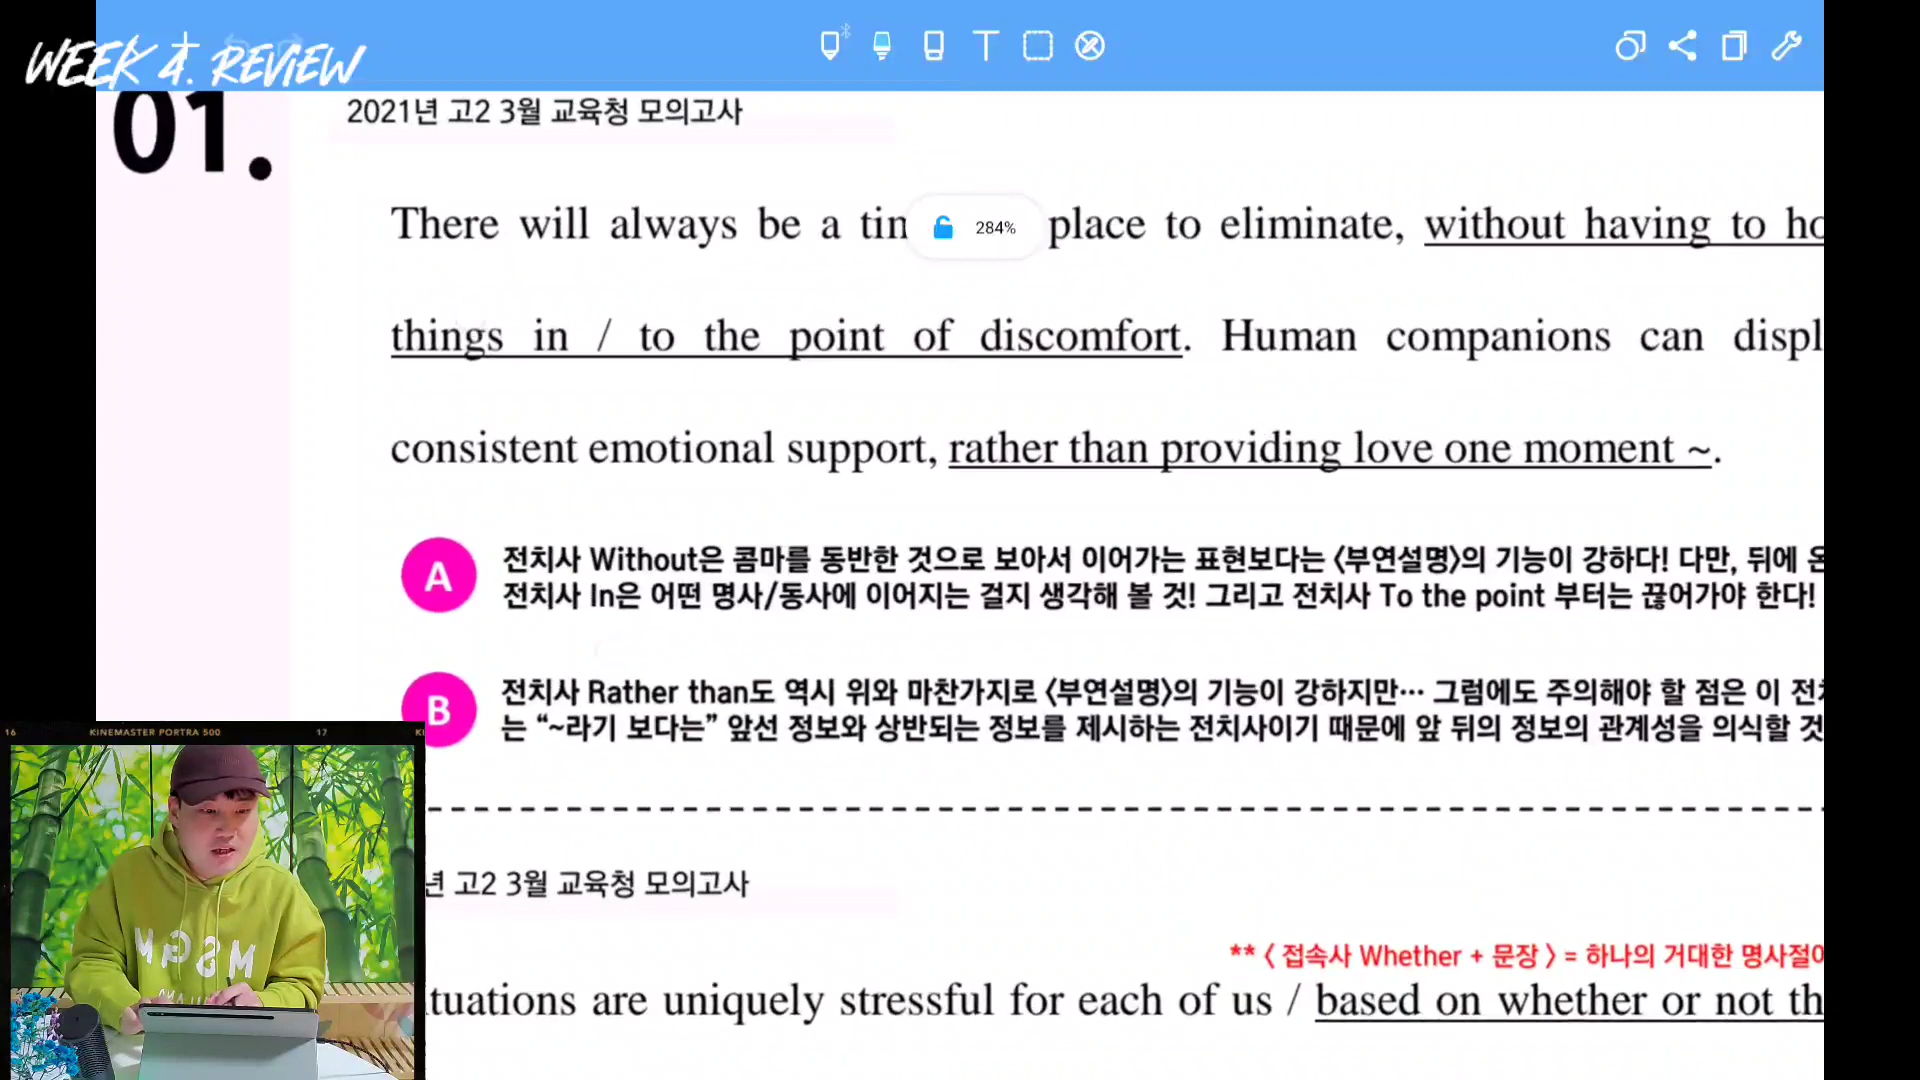 WEEK 4. REVIEW
01.
2021년 고2 3월 교육청 모의고사
There will always be a tim place to eliminate, without having to ho
284%
things in / to the point of discomfort. Human companions can displ
consistent emotional support, rather than providing love one moment ~.
A
전치사 Without은 콤마를 동반한 것으로 보아서 이어가는 표현보다는 〈부연설명〉의 기능이 강하다! 다만, 뒤에 온
전치사 In은 어떤 명사/동사에 이어지는 걸지 생각해 볼 것! 그리고 전치사 To the point 부터는 끊어가야 한다!
B
전치사 Rather than도 역시 위와 마찬가지로 〈부연설명〉의 기능이 강하지만… 그럼에도 주의해야 할 점은 이 전치
는 “~라기 보다는” 앞선 정보와 상반되는 정보를 제시하는 전치사이기 때문에 앞 뒤의 정보의 관계성을 의식할 것
16 KINEMASTER PORTRA 500 17 KI
년 고2 3월 교육청 모의고사
** 〈 접속사 Whether + 문장 〉 = 하나의 거대한 명사절이
tuations are uniquely stressful for each of us / based on whether or not th
MSGM